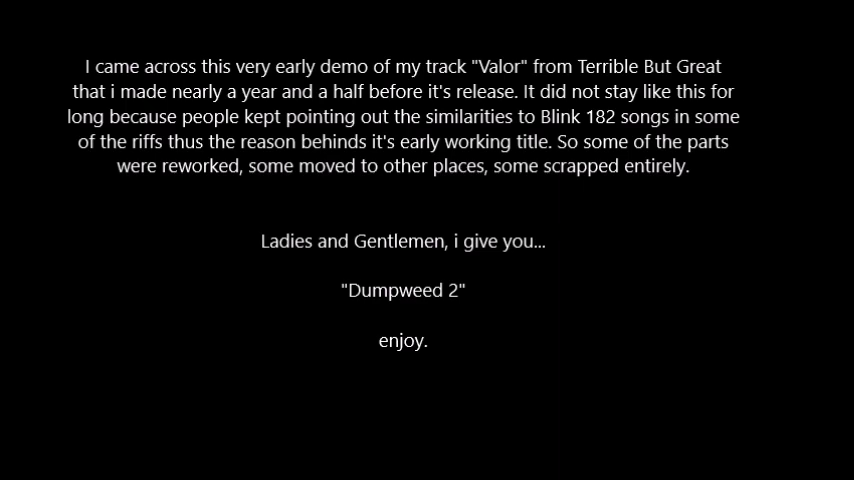 I came across this very early demo of my track "Valor" from Terrible But Great
that i made nearly a year and a half before it's release. It did not stay like this for
long because people kept pointing out the similarities to Blink 182 songs in some
of the riffs thus the reason behinds it's early working title. So some of the parts
were reworked, some moved to other places, some scrapped entirely.
Ladies and Gentlemen, i give you...
"Dumpweed 2"
enjoy.